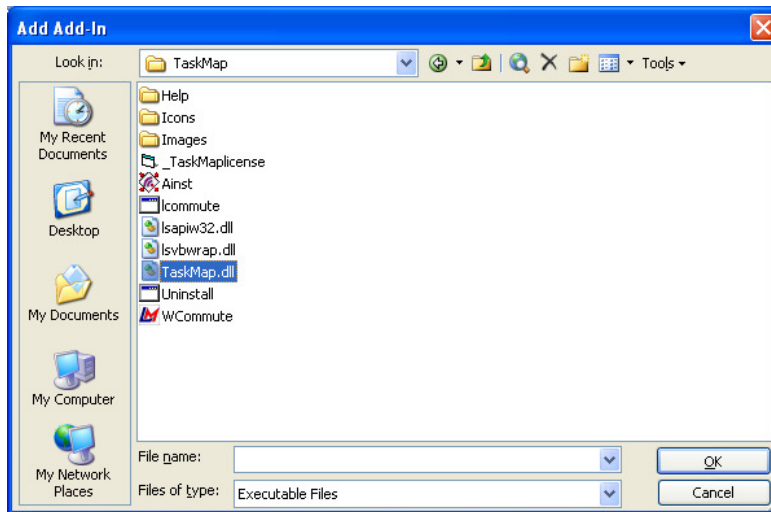 Add Add-In
Look in:
TaskMap
Tools
My Recent
Documents
Desktop
My Documents
My Computer
My Network
Places
Help
Icons
Images
_TaskMaplicense
Ainst
lcommute
lsapiw32.dll
lsvbwrap.dll
TaskMap.dll
Uninstall
WCommute
File name:
OK
Files of type:
Executable Files
Cancel